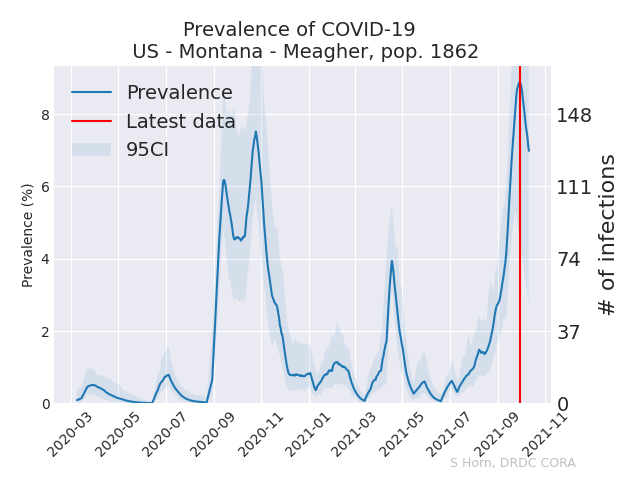 Prevalence of COVID-19
US - Montana - Meagher, pop. 1862
Prevalence
Latest data
95CI
Prevalence (%)
8
6
4
2
0
148
111
74
37
0
# of infections
2020-03
2020-05
2020-07
2020-09
2020-11
2021-01
2021-03
2021-05
2021-07
2021-09
2021-11
S Horn, DRDC CORA